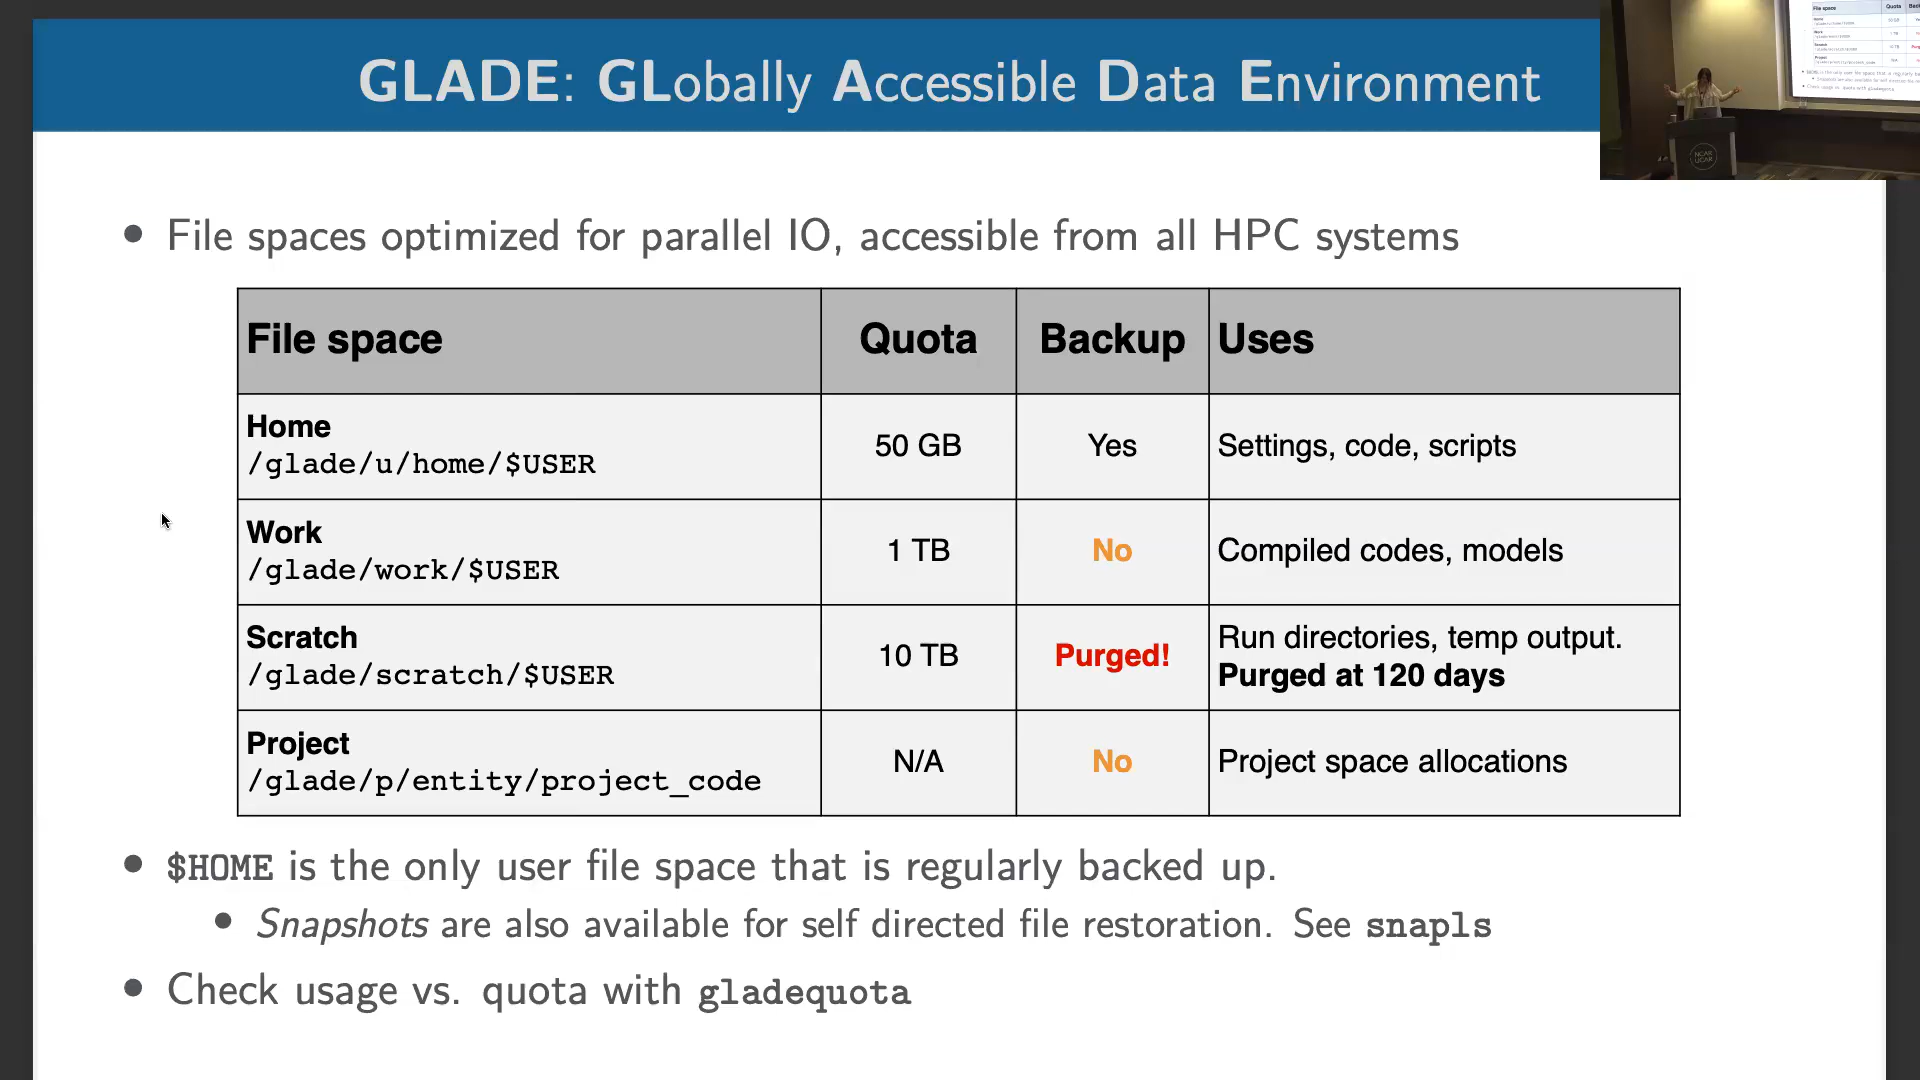 GLADE: GLobally Accessible Data Environment
• File spaces optimized for parallel IO, accessible from all HPC systems
File space Quota Backup Uses
Home
/glade/u/home/$USER
50 GB
Yes
Settings, code, scripts
Work
/glade/work/$USER
1 TB
No
Compiled codes, models
Scratch
/glade/scratch/$USER
10 TB
Purged!
Run directories, temp output.
Purged at 120 days
Project
/glade/p/entity/project_code
N/A
No
Project space allocations
• $HOME is the only user file space that is regularly backed up.
• Snapshots are also available for self directed file restoration. See snapls
• Check usage vs. quota with gladequota
NCAR
UCAR